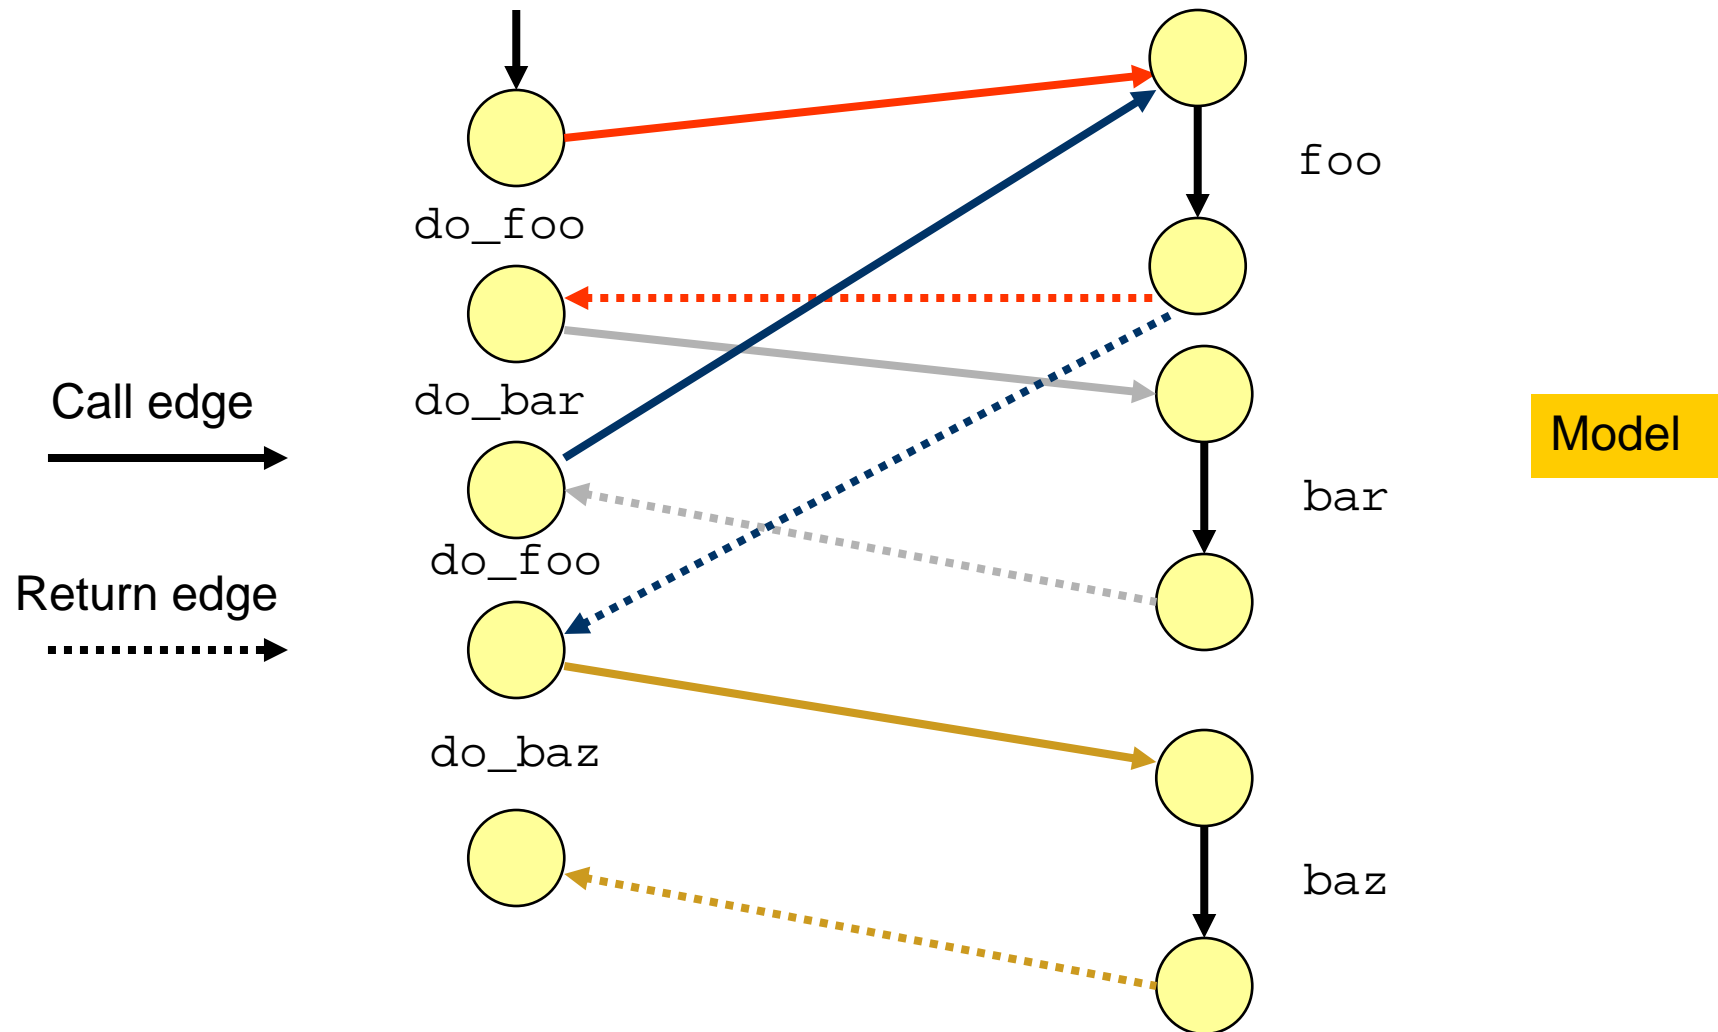 foo
do_foo
Call edge
do_bar
Model
bar
do_foo
Return edge
do_baz
baz